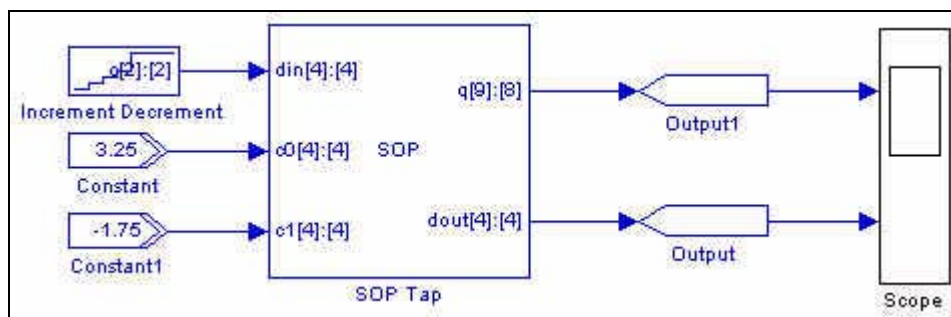 o[2]:[2]
Increment Decrement
3.25
Constant
-1.75
Constant1
din[4]:[4]
c0[4]:[4]
SOP
c1[4]:[4]
q[9]:[8]
dout[4]:[4]
SOP Tap
Output1
Output
Scope